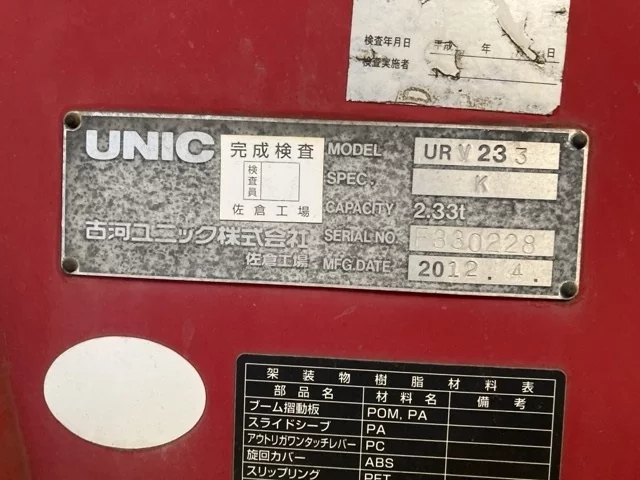 検査年月日 平成 年 日
検査実施者
UNIC
完成検査
検査員
佐倉工場
古河ユニック株式会社
佐倉工場
MODEL URV233
SPEC. K
CAPACITY 2.33t
SERIAL NO. F330228
MFG.DATE 2012.4.
架装物樹脂材料表
部品名 材料名 備考
ブーム摺動板 POM, PA
スライドシーブ PA
アウトリガワンタッチレバー PC
旋回カバー ABS
スリップリング PET